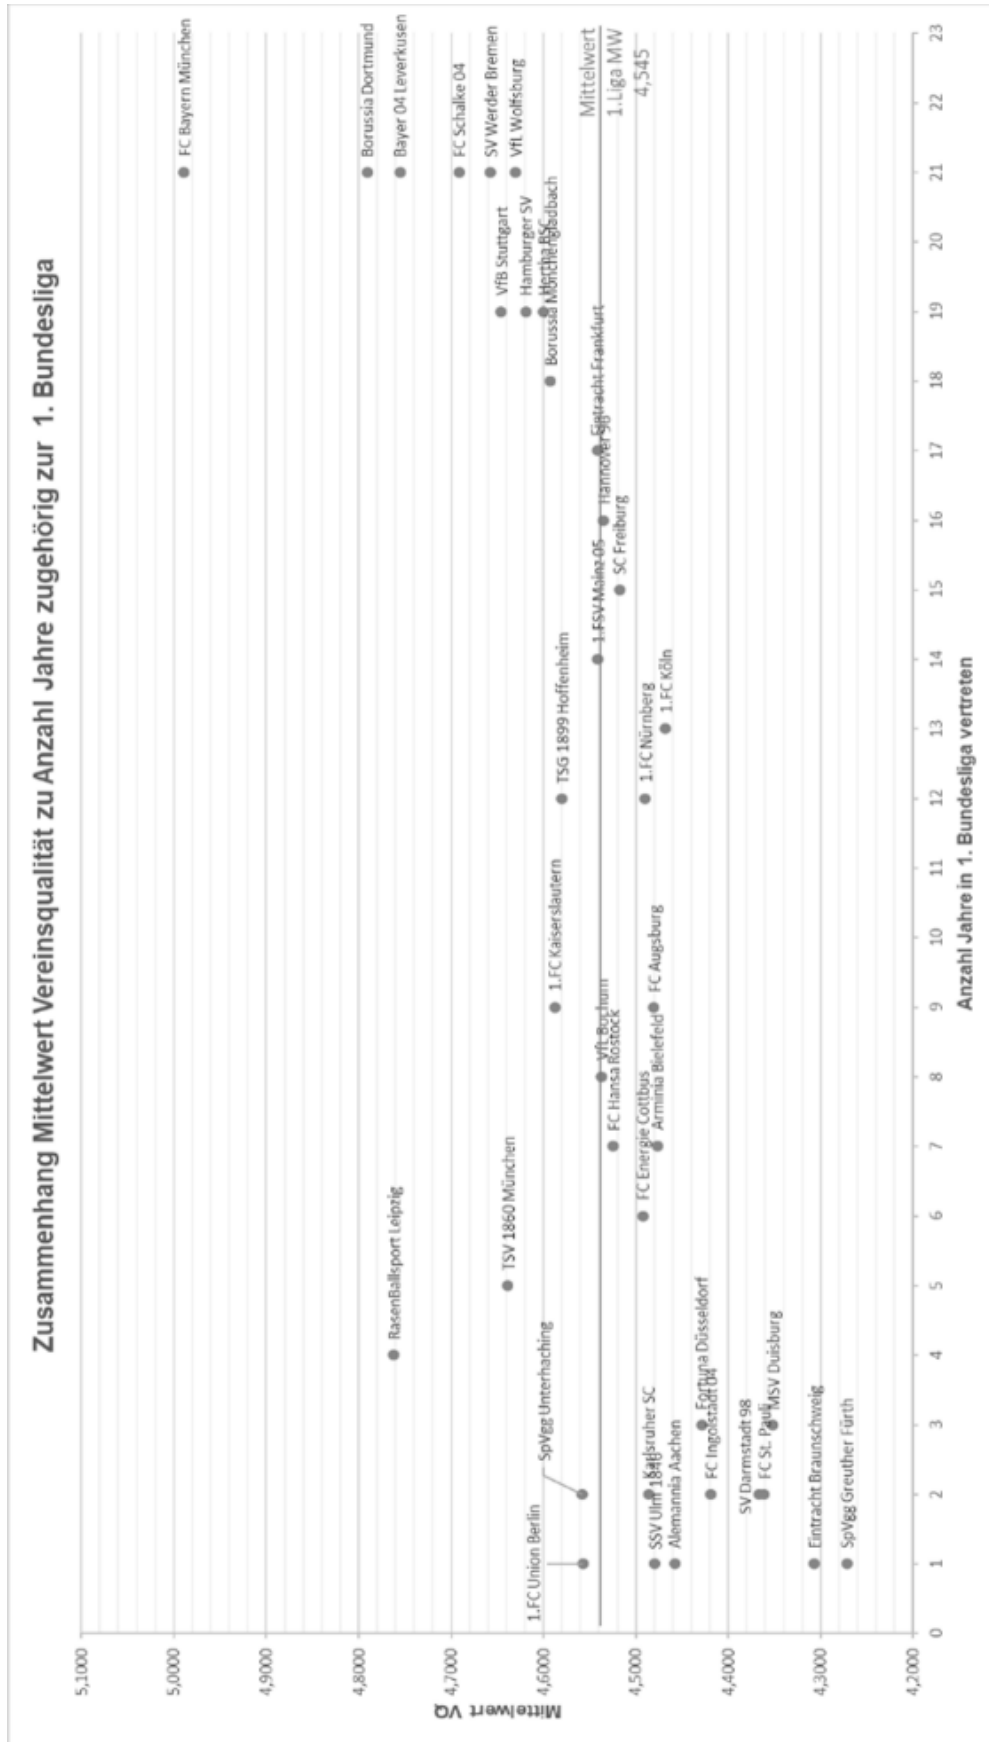 Zusammenhang Mittelwert Vereinsqualität zu Anzahl Jahre zugehörig zur 1. Bundesliga
Mittelwert VQ
5,1000
5,0000
4,9000
4,8000
4,7000
4,6000
4,5000
4,4000
4,3000
4,2000
FC Bayern München
Borussia Dortmund
Bayer 04 Leverkusen
FC Schalke 04
SV Werder Bremen
VfL Wolfsburg
VfB Stuttgart
Hamburger SV
Hertha BSC
Borussia Mönchengladbach
Mittelwert
1.Liga MW
4,545
Eintracht Frankfurt
Hannover 96
SC Freiburg
1.FSV Mainz 05
TSG 1899 Hoffenheim
1.FC Nürnberg
1.FC Köln
1.FC Kaiserslautern
FC Augsburg
VfL Bochum
FC Hansa Rostock
Arminia Bielefeld
FC Energie Cottbus
TSV 1860 München
RasenBallsport Leipzig
Fortuna Düsseldorf
MSV Duisburg
SpVgg Unterhaching
Karlsruher SC
FC Ingolstadt 04
SV Darmstadt 98
FC St. Pauli
1.FC Union Berlin
SSV Ulm 1846
Alemannia Aachen
Eintracht Braunschweig
SpVgg Greuther Fürth
0 1 2 3 4 5 6 7 8 9 10 11 12 13 14 15 16 17 18 19 20 21 22 23
Anzahl Jahre in 1. Bundesliga vertreten